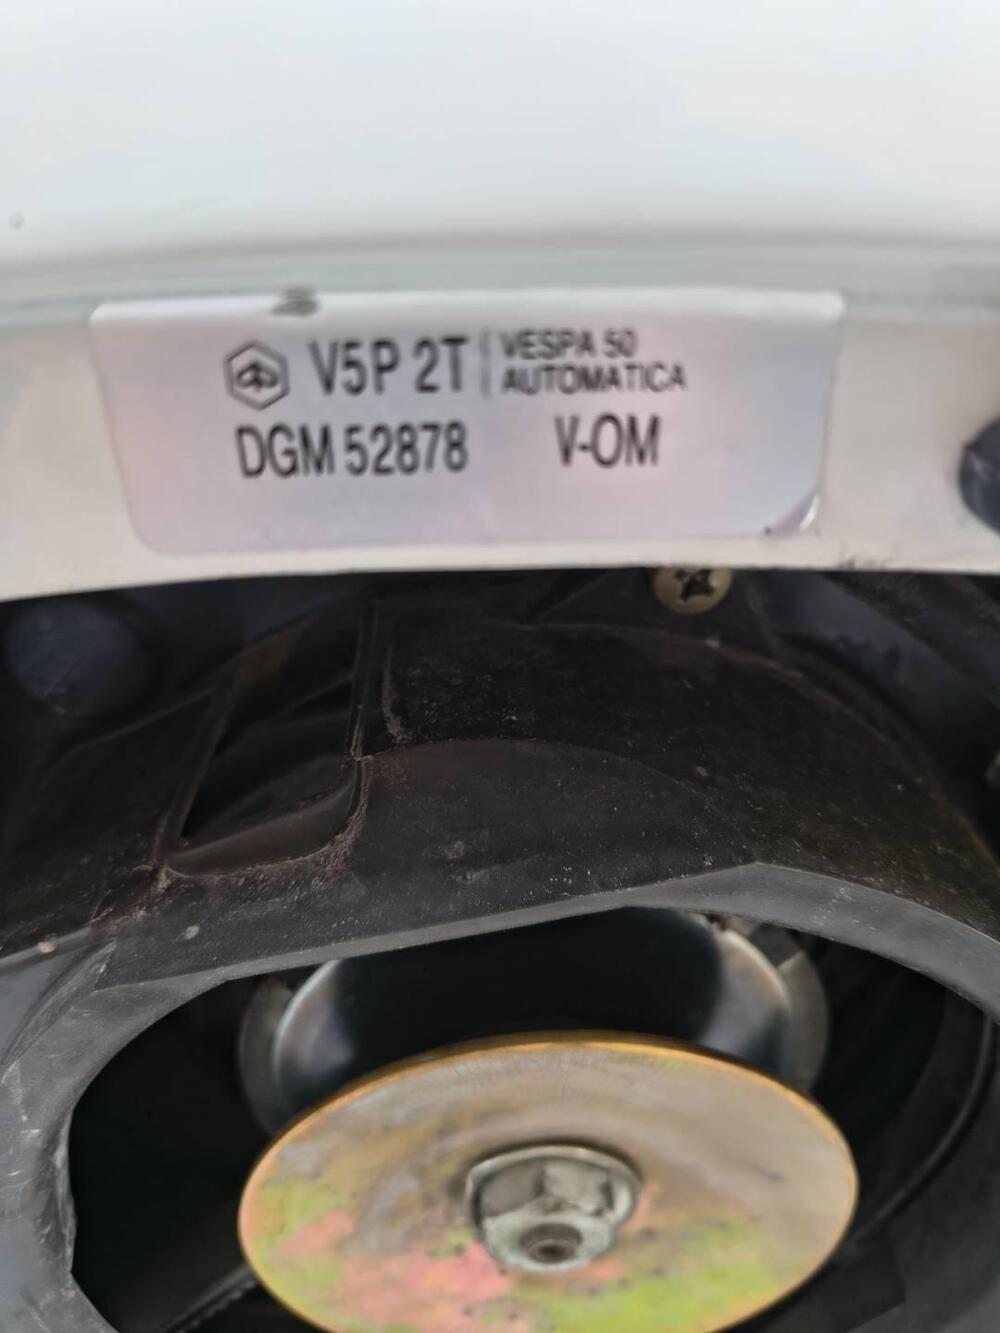 V5P 2T VESPA 50
AUTOMATICA
DGM 52878 V-OM